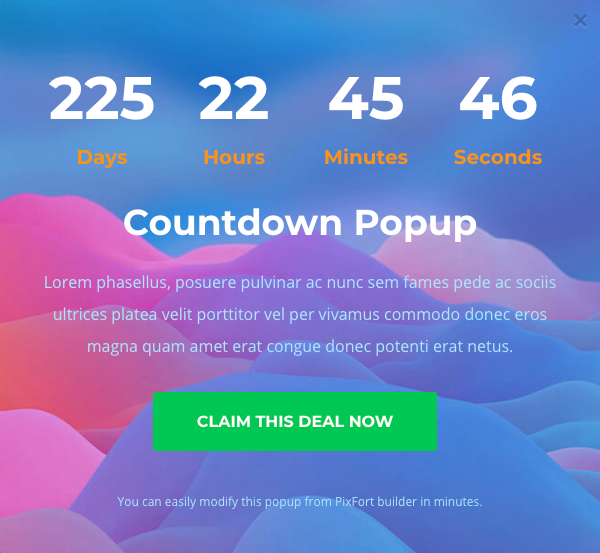 225 22 45 46
Days Hours Minutes Seconds
Countdown Popup
Lorem phasellus, posuere pulvinar ac nunc sem fames pede ac sociis
ultrices platea velit porttitor vel per vivamus commodo donec eros
magna quam amet erat congue donec potenti erat netus.
CLAIM THIS DEAL NOW
You can easily modify this popup from PixFort builder in minutes.